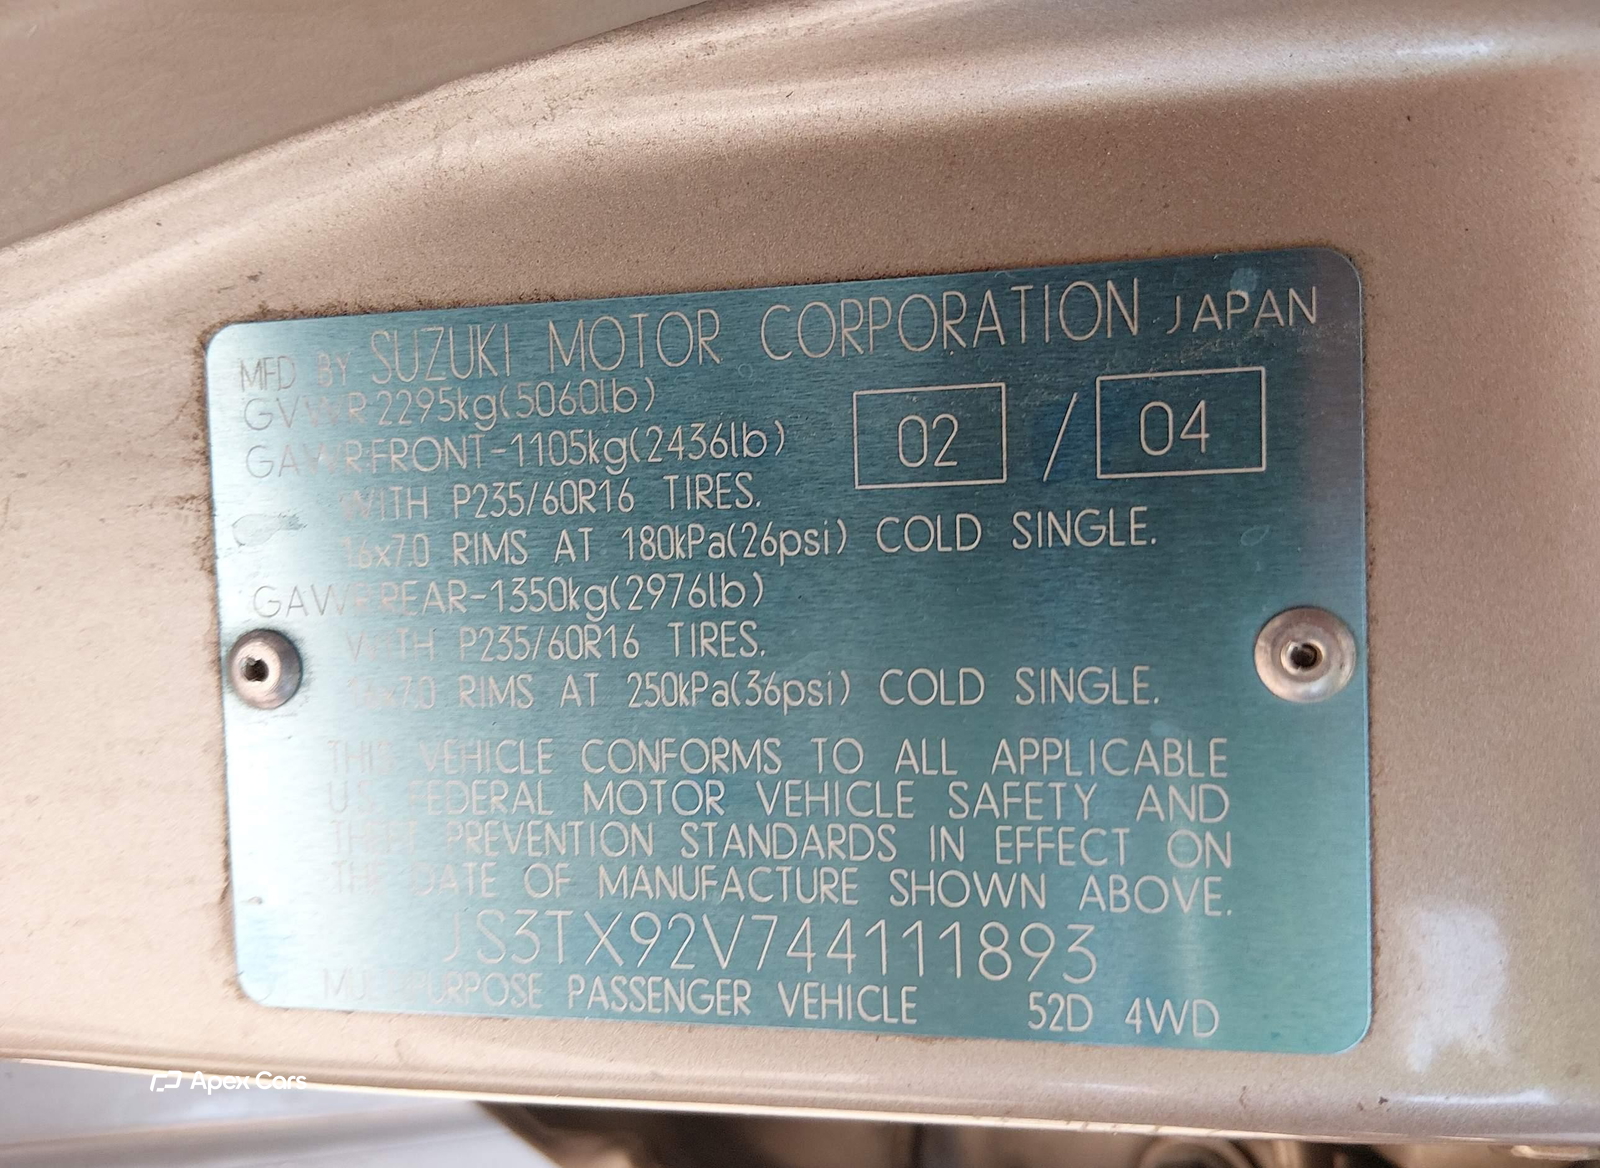 MFD BY SUZUKI MOTOR CORPORATION JAPAN
GVWR 2295kg(5060lb)
02 / 04
GAWR FRONT-1105kg(2436lb)
WITH P235/60R16 TIRES.
16x7.0 RIMS AT 180kPa(26psi) COLD SINGLE.
GAWR REAR-1350kg(2976lb)
WITH P235/60R16 TIRES.
16x7.0 RIMS AT 250kPa(36psi) COLD SINGLE.
THIS VEHICLE CONFORMS TO ALL APPLICABLE
U.S. FEDERAL MOTOR VEHICLE SAFETY AND
THEFT PREVENTION STANDARDS IN EFFECT ON
THE DATE OF MANUFACTURE SHOWN ABOVE.
JS3TX92V744111893
MULTIPURPOSE PASSENGER VEHICLE 52D 4WD
Apex Cars